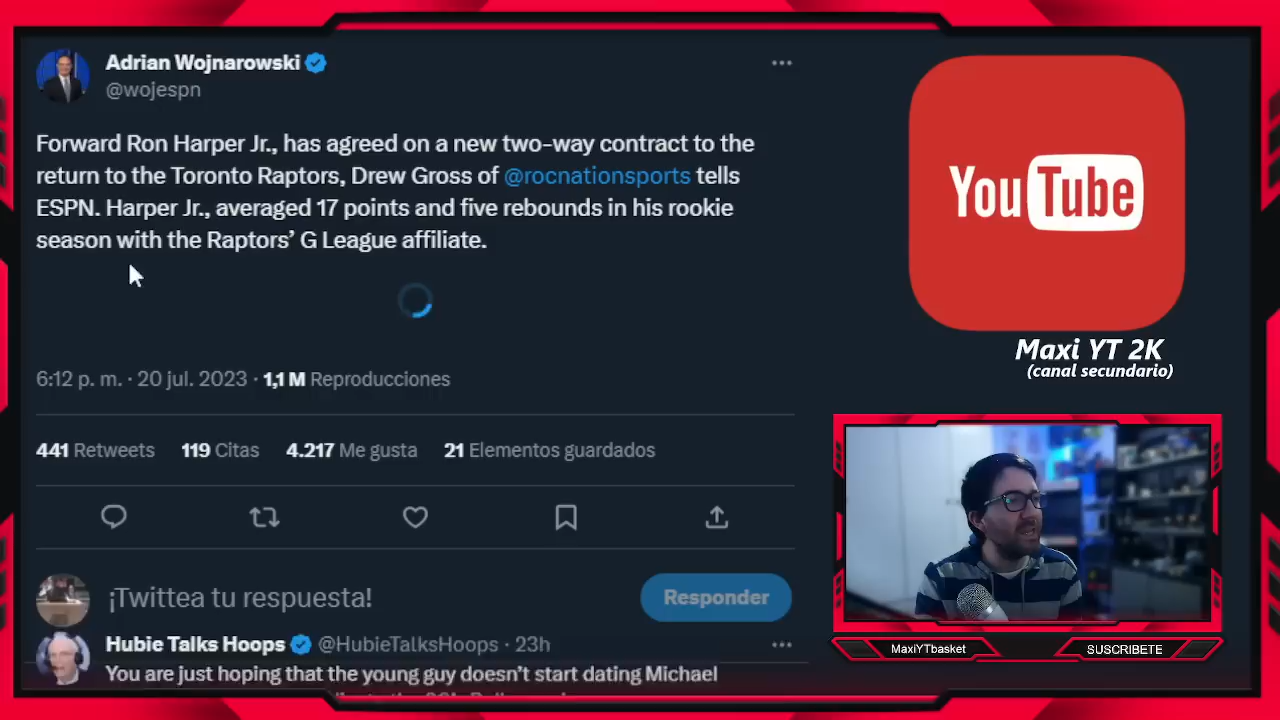 Adrian Wojnarowski
@wojespn
Forward Ron Harper Jr., has agreed on a new two-way contract to the
return to the Toronto Raptors, Drew Gross of @rocnationsports tells
ESPN. Harper Jr., averaged 17 points and five rebounds in his rookie
season with the Raptors’ G League affiliate.
6:12 p. m. · 20 jul. 2023 · 1,1 M Reproducciones
441 Retweets 119 Citas 4.217 Me gusta 21 Elementos guardados
¡Twittea tu respuesta!
Responder
Hubie Talks Hoops @HubieTalksHoops · 23h
You are just hoping that the young guy doesn’t start dating Michael
YouTube
Maxi YT 2K
(canal secundario)
MaxiYTbasket
SUSCRIBETE